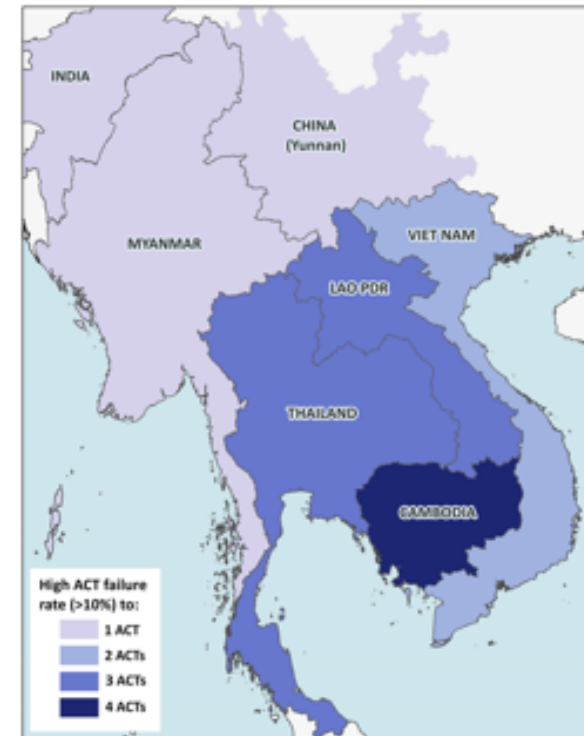 INDIA
CHINA
(Yunnan)
MYANMAR
VIET NAM
LAO PDR
THAILAND
CAMBODIA
High ACT failure
rate (>10%) to:
1 ACT
2 ACTs
3 ACTs
4 ACTs